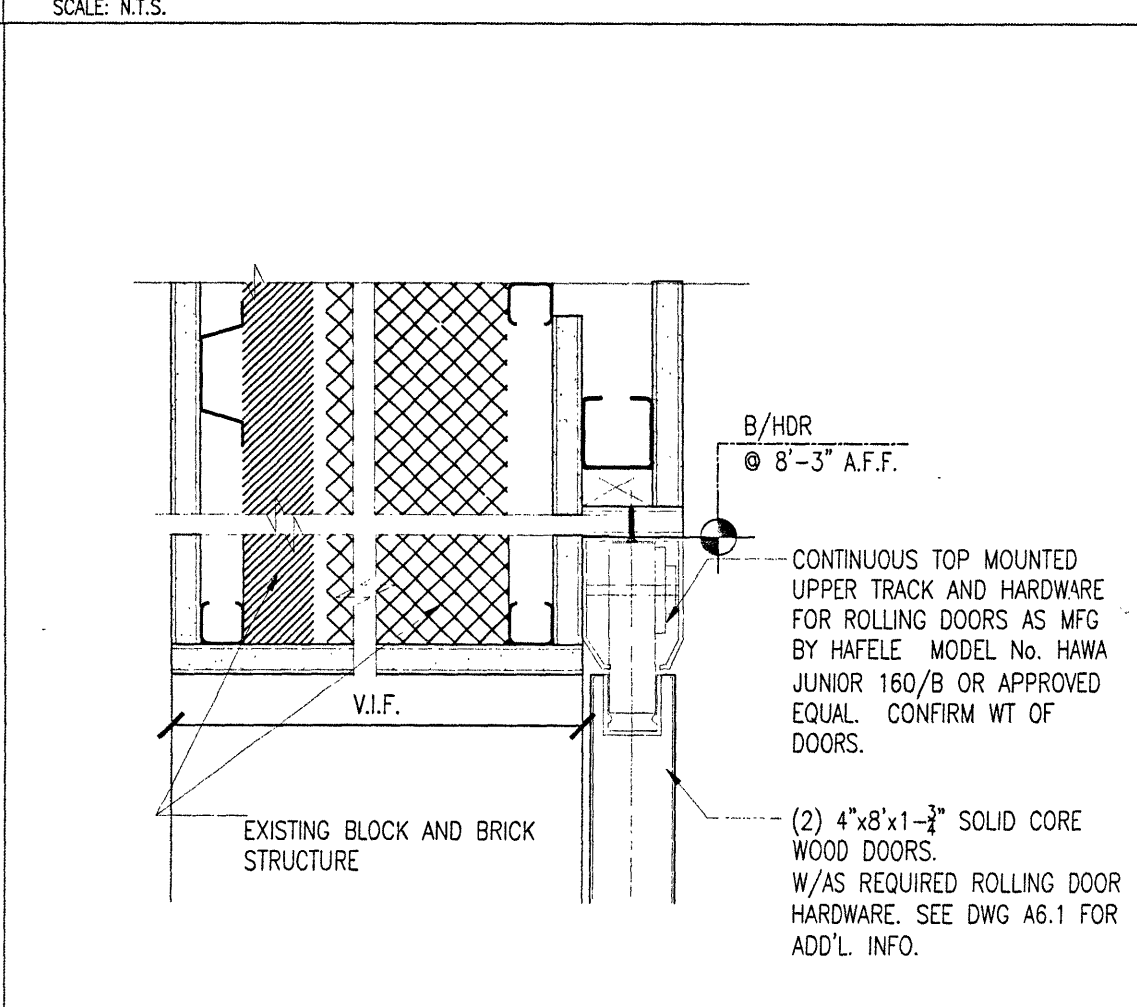 SCALE: N.T.S.
B/HDR
@ 8'-3" A.F.F.
CONTINUOUS TOP MOUNTED
UPPER TRACK AND HARDWARE
FOR ROLLING DOORS AS MFG
BY HAFELE MODEL No. HAWA
JUNIOR 160/B OR APPROVED
EQUAL. CONFIRM WT OF
DOORS.
V.I.F.
(2) 4"x8'x1-3/4" SOLID CORE
WOOD DOORS.
W/AS REQUIRED ROLLING DOOR
HARDWARE. SEE DWG A6.1 FOR
ADD'L. INFO.
EXISTING BLOCK AND BRICK
STRUCTURE